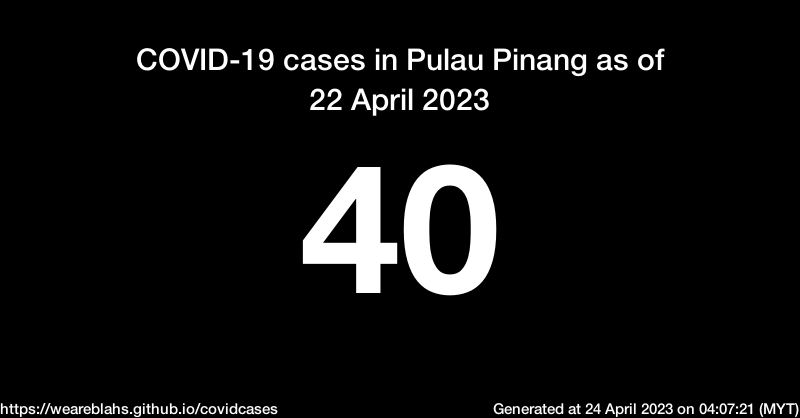 COVID-19 cases in Pulau Pinang as of
22 April 2023
40
https://weareblahs.github.io/covidcases
Generated at 24 April 2023 on 04:07:21 (MYT)